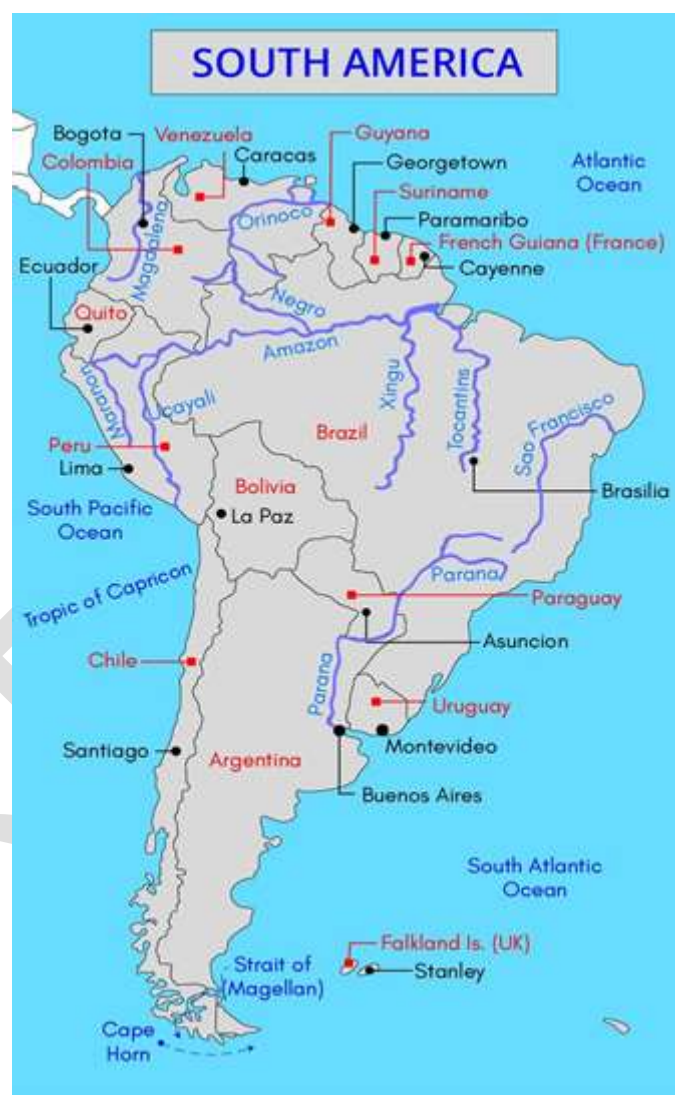 SOUTH AMERICA
Bogota
Venezuela
Guyana
Colombia
Caracas
Georgetown
Atlantic
Ocean
Suriname
Orinoco
Paramaribo
Magdalena
French Guiana (France)
Ecuador
Cayenne
Quito
Negro
Amazon
Maranon
Ucayali
Xingu
Tocantins
Sao Francisco
Peru
Brazil
Lima
Bolivia
Brasilia
South Pacific
Ocean
La Paz
Tropic of Capricon
Parana
Paraguay
Asuncion
Chile
Parana
Uruguay
Santiago
Argentina
Montevideo
Buenos Aires
South Atlantic
Ocean
Falkland Is. (UK)
Strait of
(Magellan)
Stanley
Cape
Horn